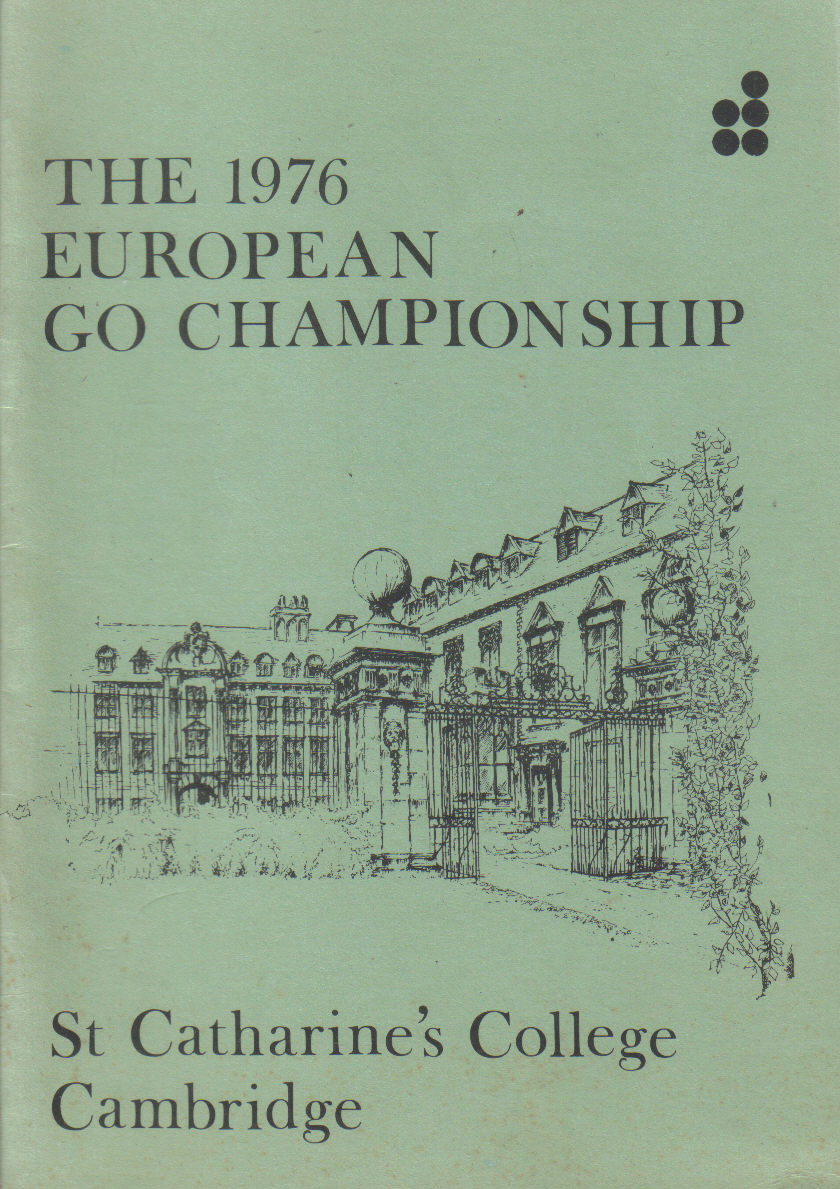 THE 1976
EUROPEAN
GO CHAMPIONSHIP
St Catharine's College
Cambridge